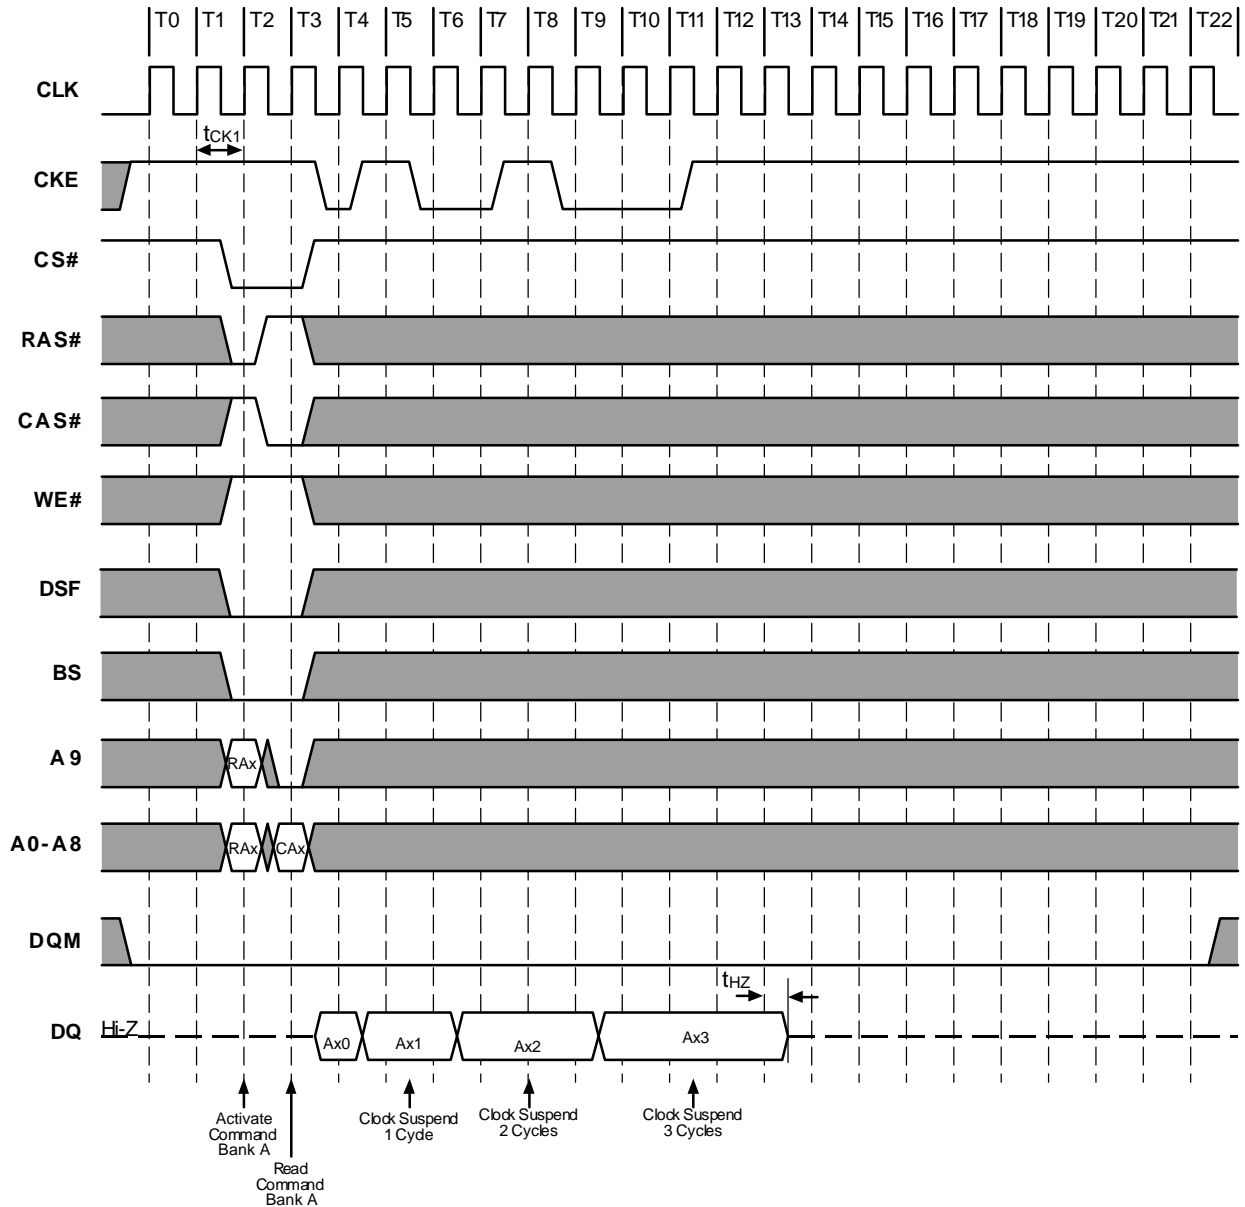 T0 T1 T2 T3 T4 T5 T6 T7 T8 T9 T10 T11 T12 T13 T14 T15 T16 T17 T18 T19 T20 T21 T22
CLK
tCK1
CKE
CS#
RAS#
CAS#
WE#
DSF
BS
A9
RAx
A0-A8
RAx CAx
DQM
tHZ
DQ
Hi-Z
Ax0 Ax1 Ax2 Ax3
Activate
Command
Bank A
Read
Command
Bank A
Clock Suspend
1 Cycle
Clock Suspend
2 Cycles
Clock Suspend
3 Cycles